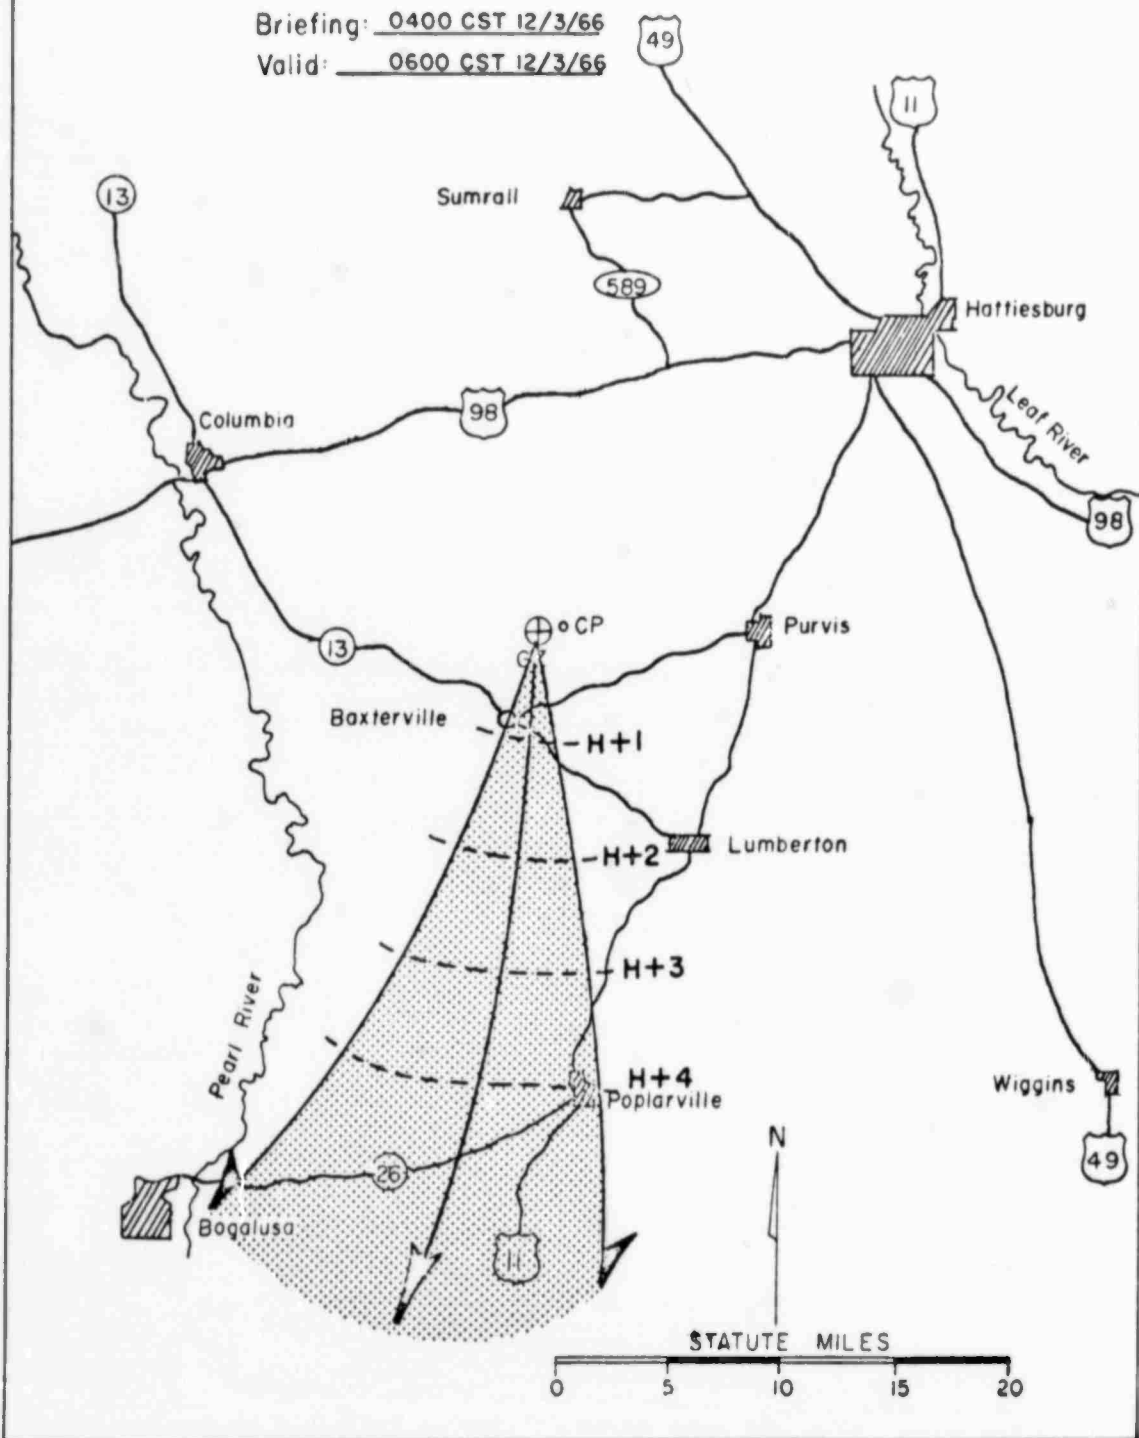 Briefing: 0400 CST 12/3/66
Valid: 0600 CST 12/3/66
49
11
13
Sumrall
589
Hattiesburg
Columbia
98
Leaf River
98
CP
GZ
Purvis
13
Baxterville
H+1
H+2
Lumberton
H+3
Pearl River
H+4
Poplarville
Wiggins
N
26
49
Bogalusa
11
STATUTE MILES
0 5 10 15 20